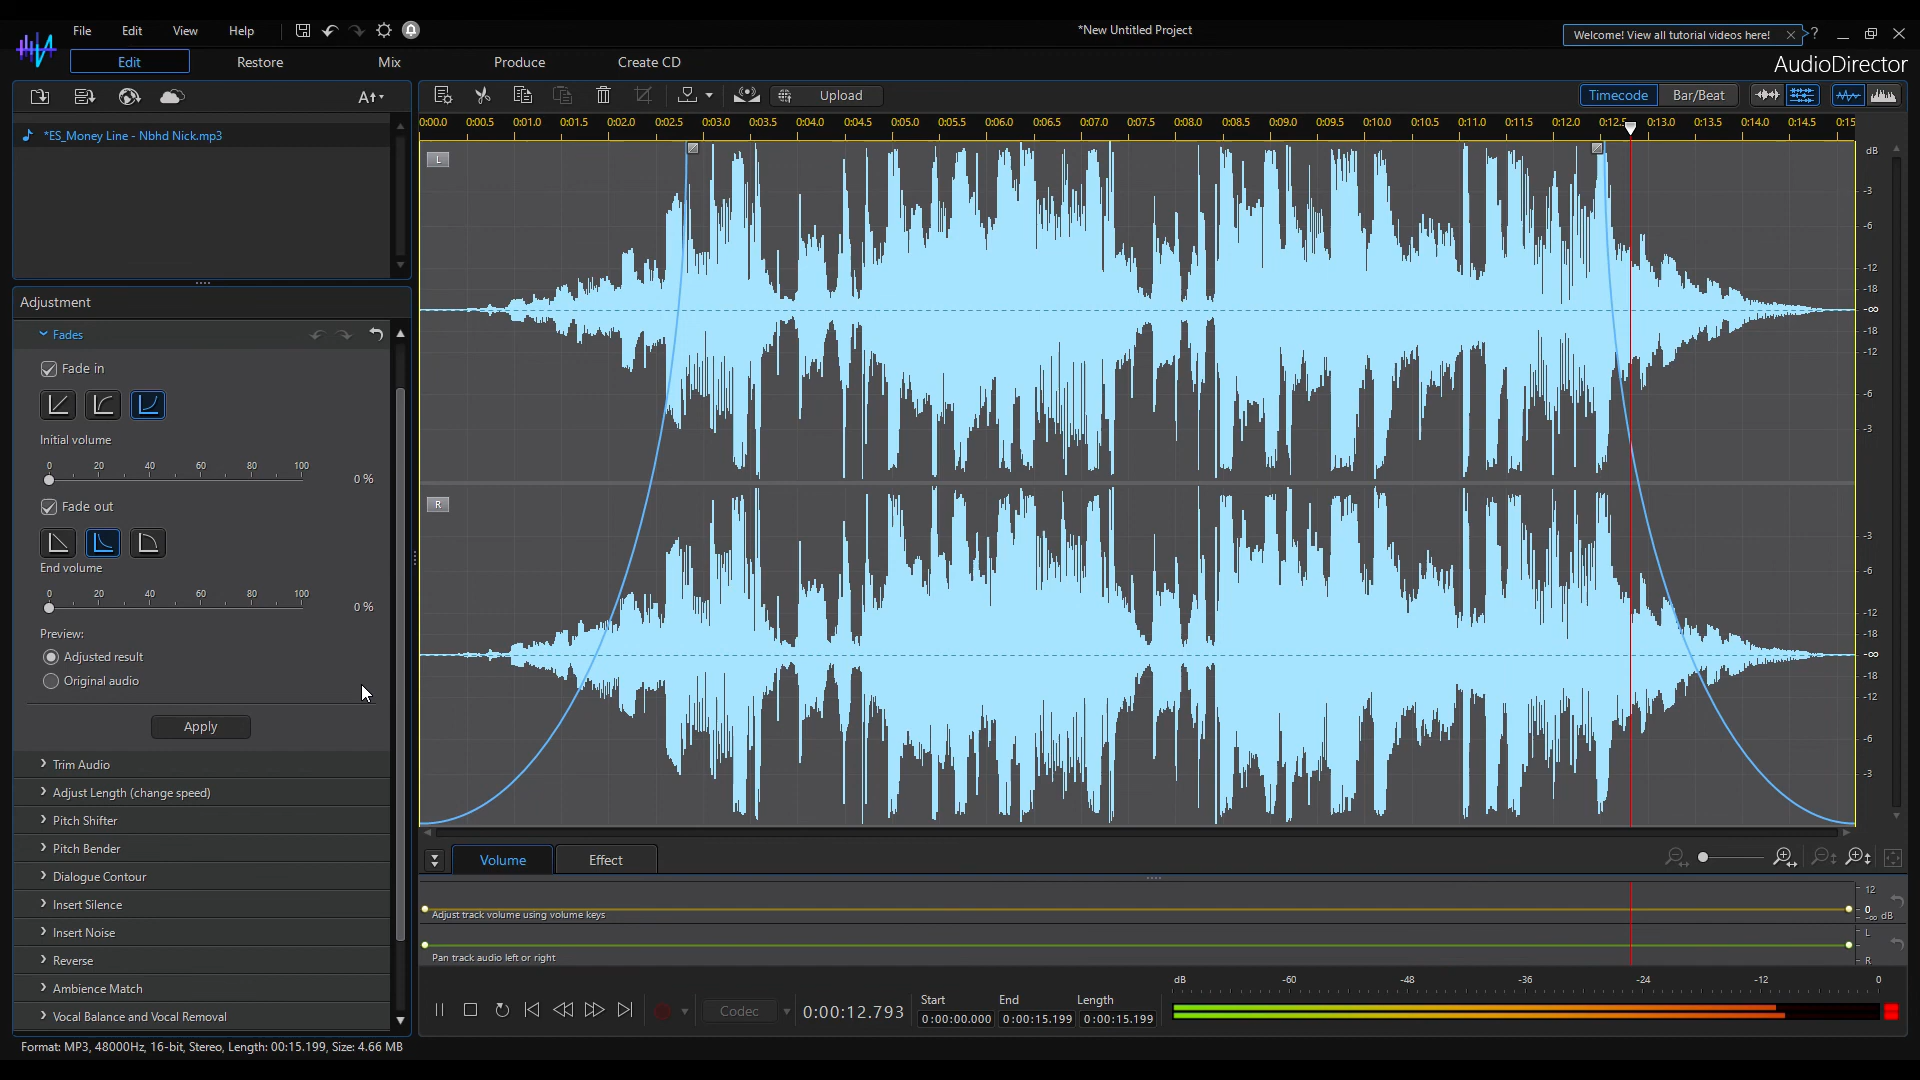 File Edit View Help
*New Untitled Project
Welcome! View all tutorial videos here! ?
AudioDirector
Edit Restore Mix Produce Create CD
A
Upload
Timecode Bar/Beat
*ES_Money Line - Nbhd Nick.mp3
0:00.0 0:00.5 0:01.0 0:01.5 0:02.0 0:02.5 0:03.0 0:03.5 0:04.0 0:04.5 0:05.0 0:05.5 0:06.0 0:06.5 0:07.0 0:07.5 0:08.0 0:08.5 0:09.0 0:09.5 0:10.0 0:10.5 0:11.0 0:11.5 0:12.0 0:12.5 0:13.0 0:13.5 0:14.0 0:14.5 0:15
L
dB
-3
-6
-12
-18
-∞
-18
-12
-6
-3
R
-3
-6
-12
-18
-∞
-18
-12
-6
-3
Adjustment
Fades
Fade in
Initial volume
0 20 40 60 80 100
0 %
Fade out
End volume
0 20 40 60 80 100
0 %
Preview:
Adjusted result
Original audio
Apply
Trim Audio
Adjust Length (change speed)
Pitch Shifter
Pitch Bender
Dialogue Contour
Insert Silence
Insert Noise
Reverse
Ambience Match
Vocal Balance and Vocal Removal
Volume Effect
Adjust track volume using volume keys
12
0
-∞ dB
Pan track audio left or right
L
R
Codec
0:00:12.793
Start End Length
0:00:00.000 0:00:15.199 0:00:15.199
dB -60 -48 -36 -24 -12 0
Format: MP3, 48000Hz, 16-bit, Stereo, Length: 00:15.199, Size: 4.66 MB